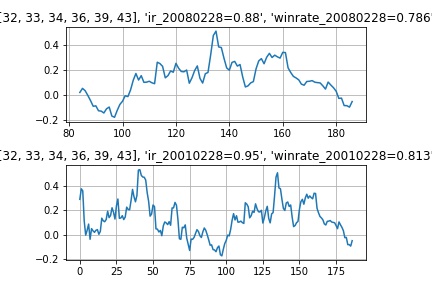 [32, 33, 34, 36, 39, 43], 'ir_20080228=0.88', 'winrate_20080228=0.786'
0.4
0.2
0.0
−0.2
80 100 120 140 160 180
[32, 33, 34, 36, 39, 43], 'ir_20010228=0.95', 'winrate_20010228=0.813'
0.4
0.2
0.0
−0.2
0 25 50 75 100 125 150 175